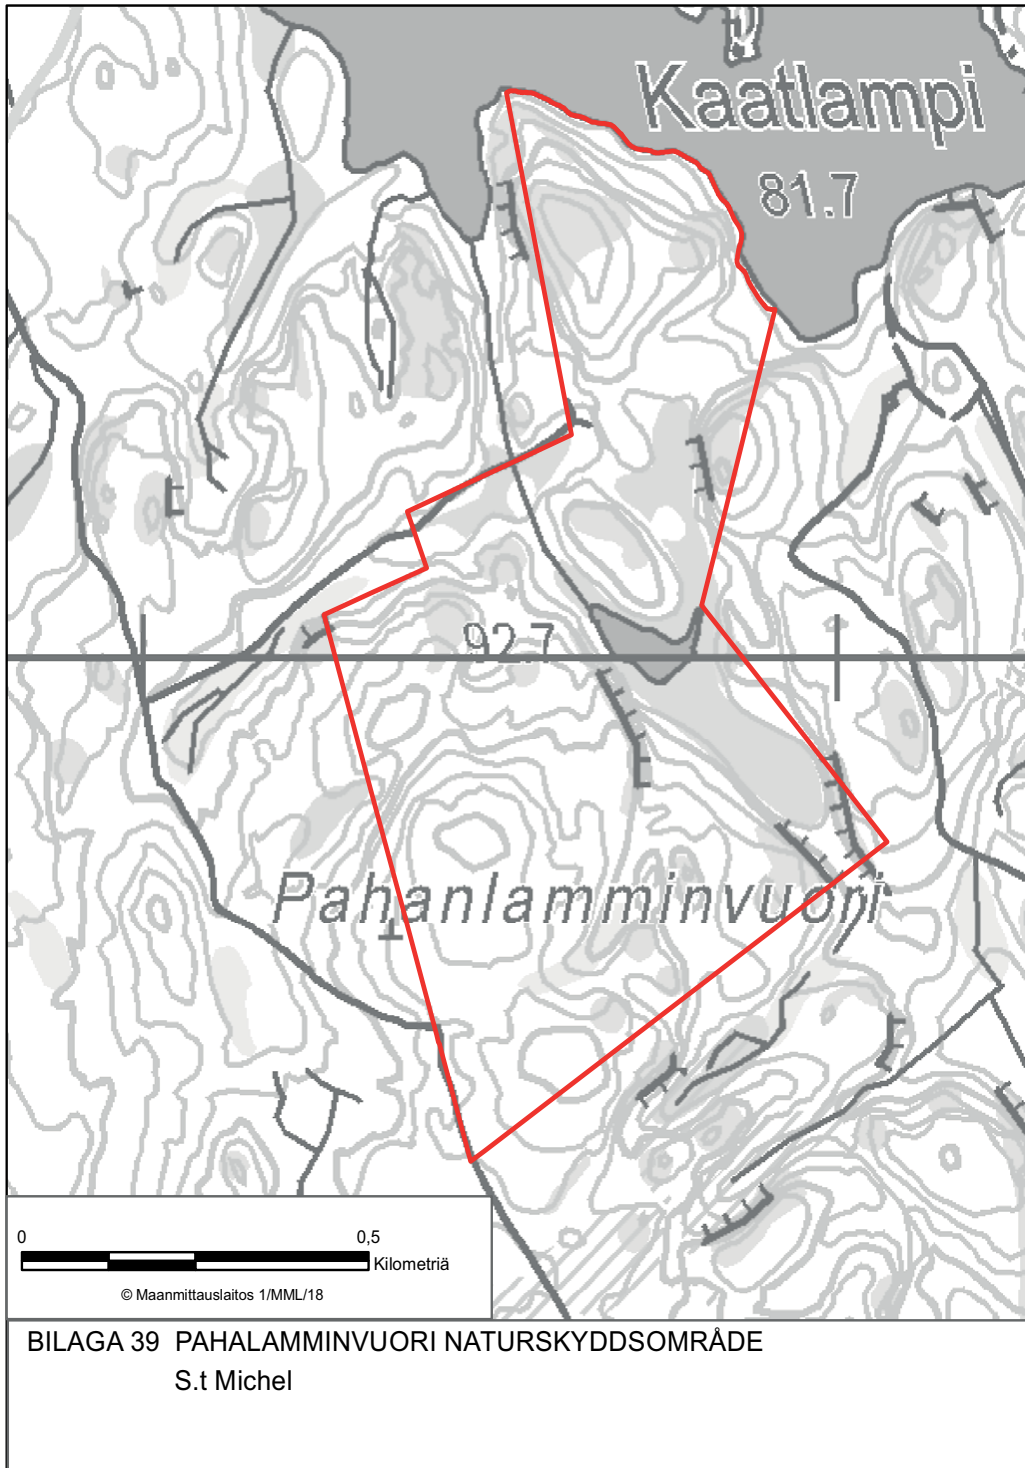 Kaatlampi
81.7
92.7
Pahanlamminvuori
0 0,5
Kilometriä
© Maanmittauslaitos 1/MML/18
BILAGA 39 PAHALAMMINVUORI NATURSKYDDSOMRÅDE
S.t Michel